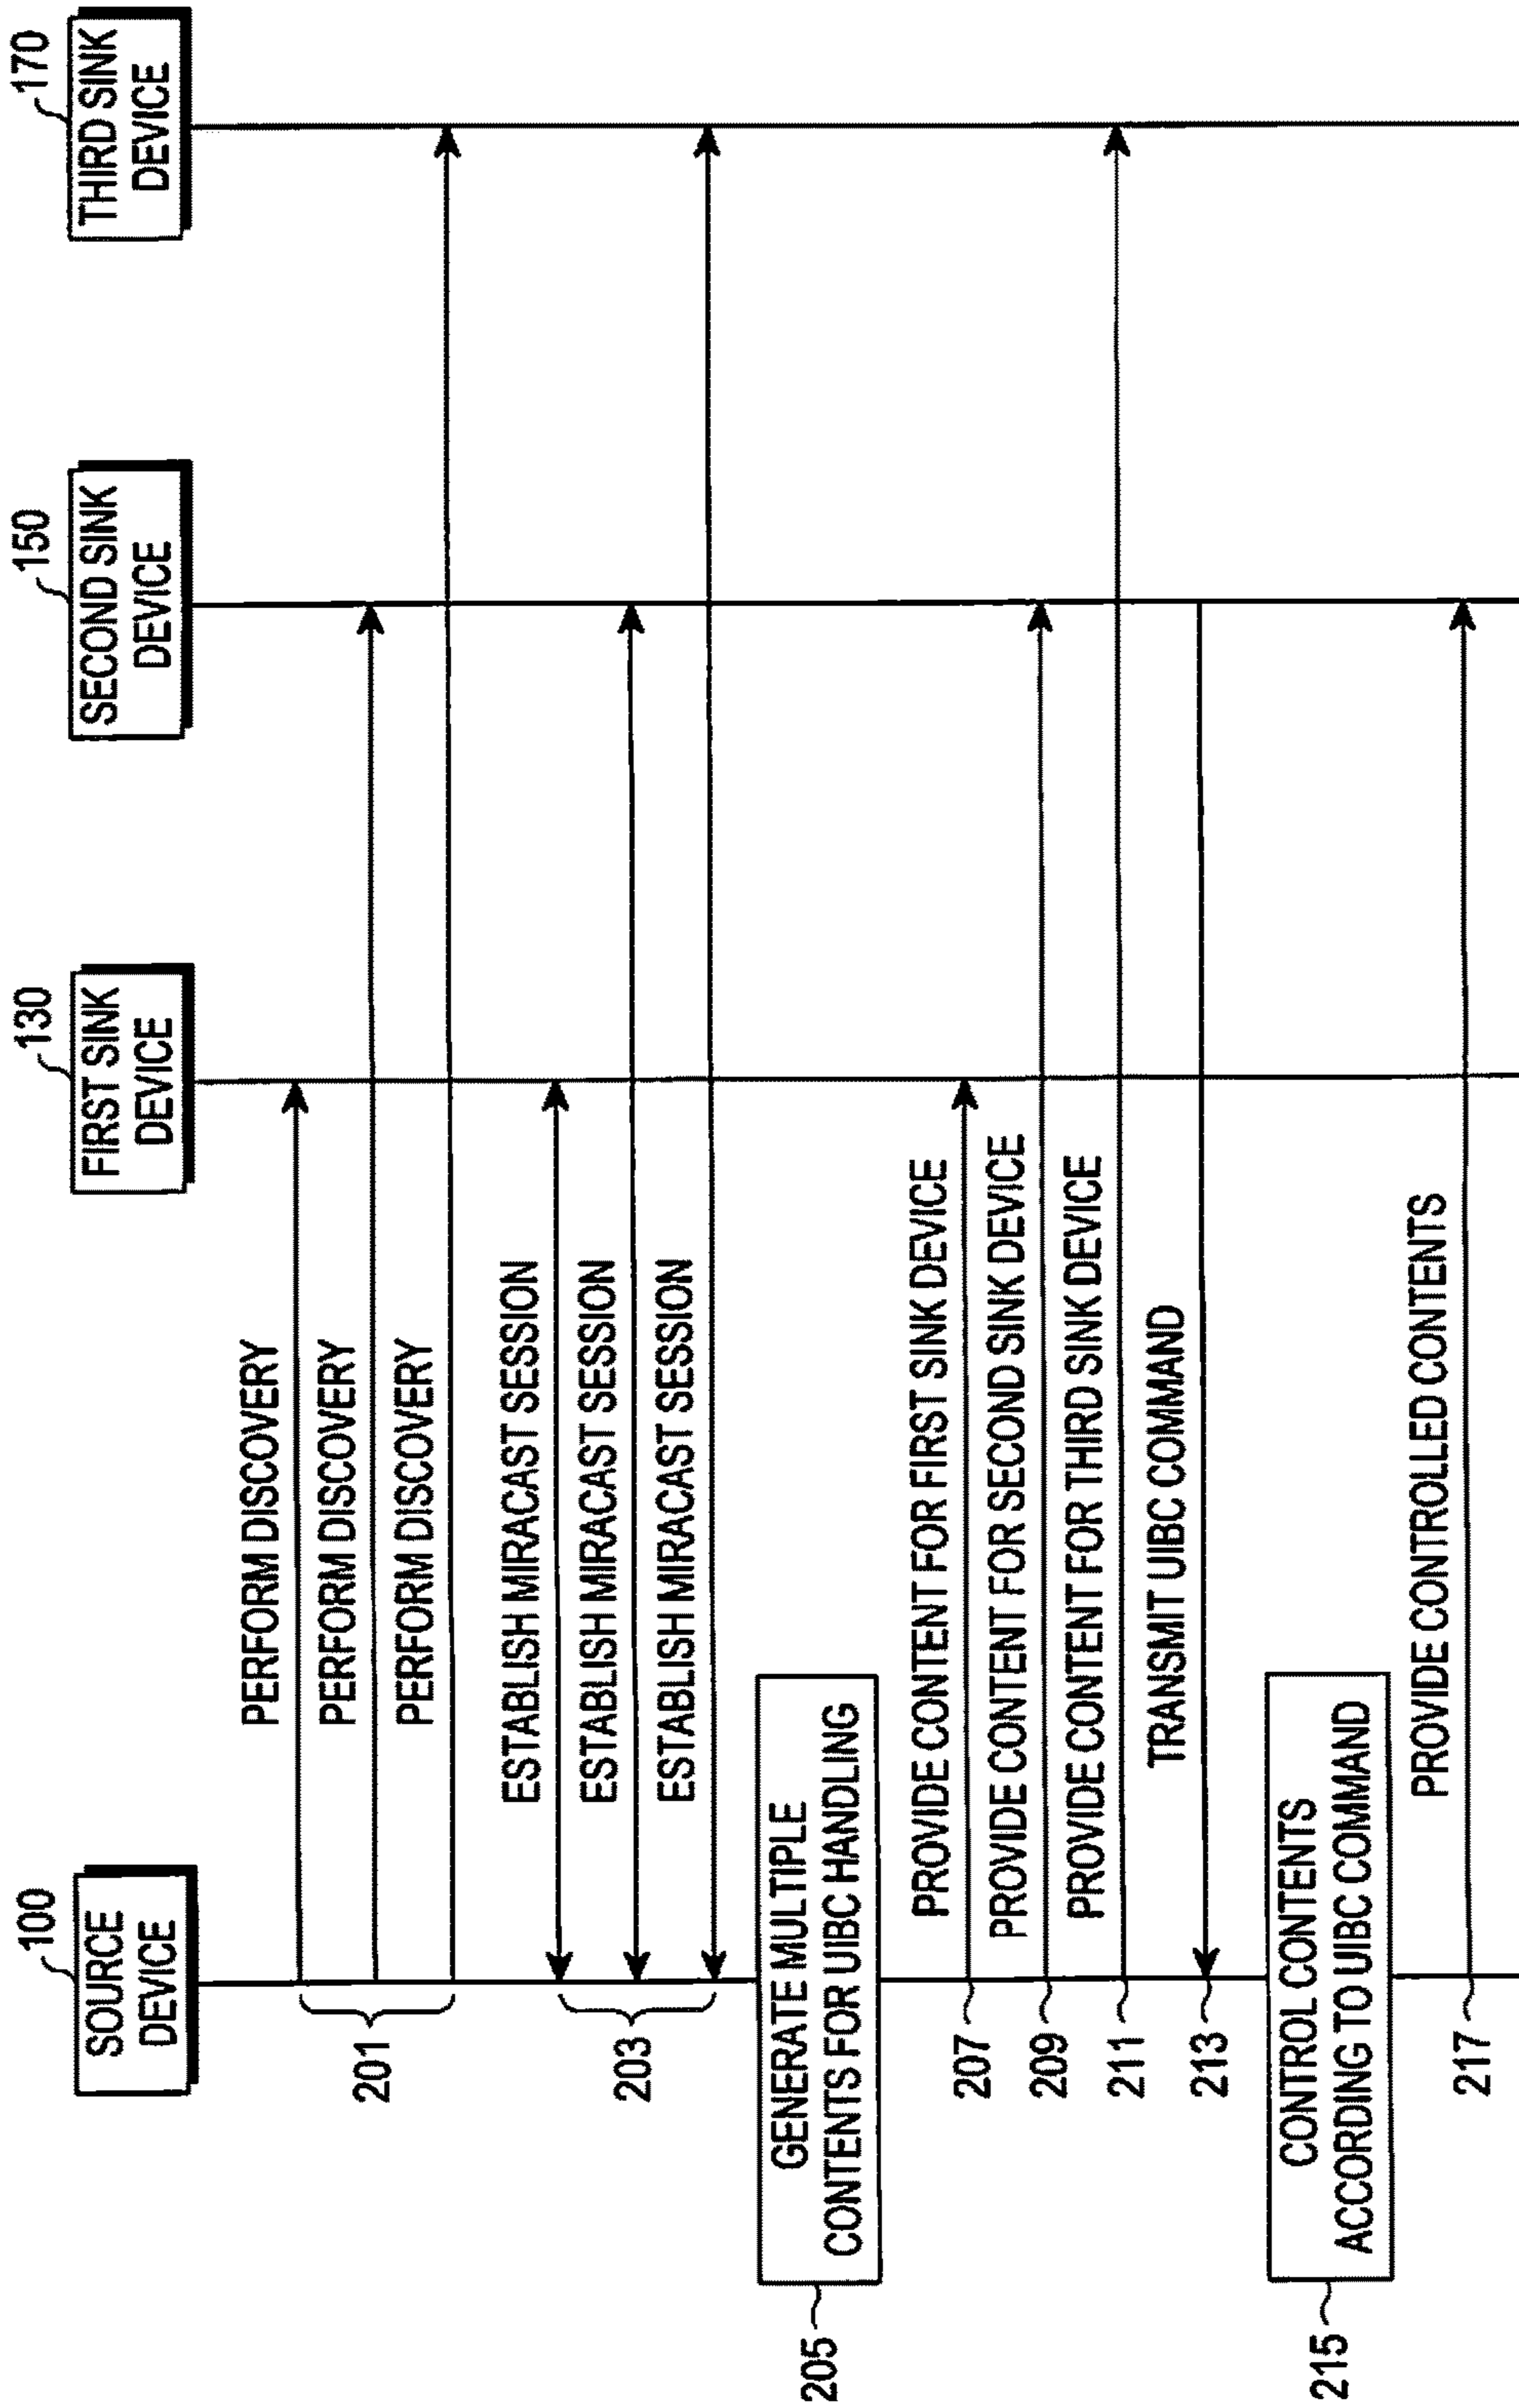 100
SOURCE
DEVICE
130
FIRST SINK
DEVICE
150
SECOND SINK
DEVICE
170
THIRD SINK
DEVICE
PERFORM DISCOVERY
PERFORM DISCOVERY
PERFORM DISCOVERY
201
ESTABLISH MIRACAST SESSION
ESTABLISH MIRACAST SESSION
ESTABLISH MIRACAST SESSION
203
205
GENERATE MULTIPLE
CONTENTS FOR UIBC HANDLING
PROVIDE CONTENT FOR FIRST SINK DEVICE
207
PROVIDE CONTENT FOR SECOND SINK DEVICE
209
PROVIDE CONTENT FOR THIRD SINK DEVICE
211
TRANSMIT UIBC COMMAND
213
215
CONTROL CONTENTS
ACCORDING TO UIBC COMMAND
PROVIDE CONTROLLED CONTENTS
217